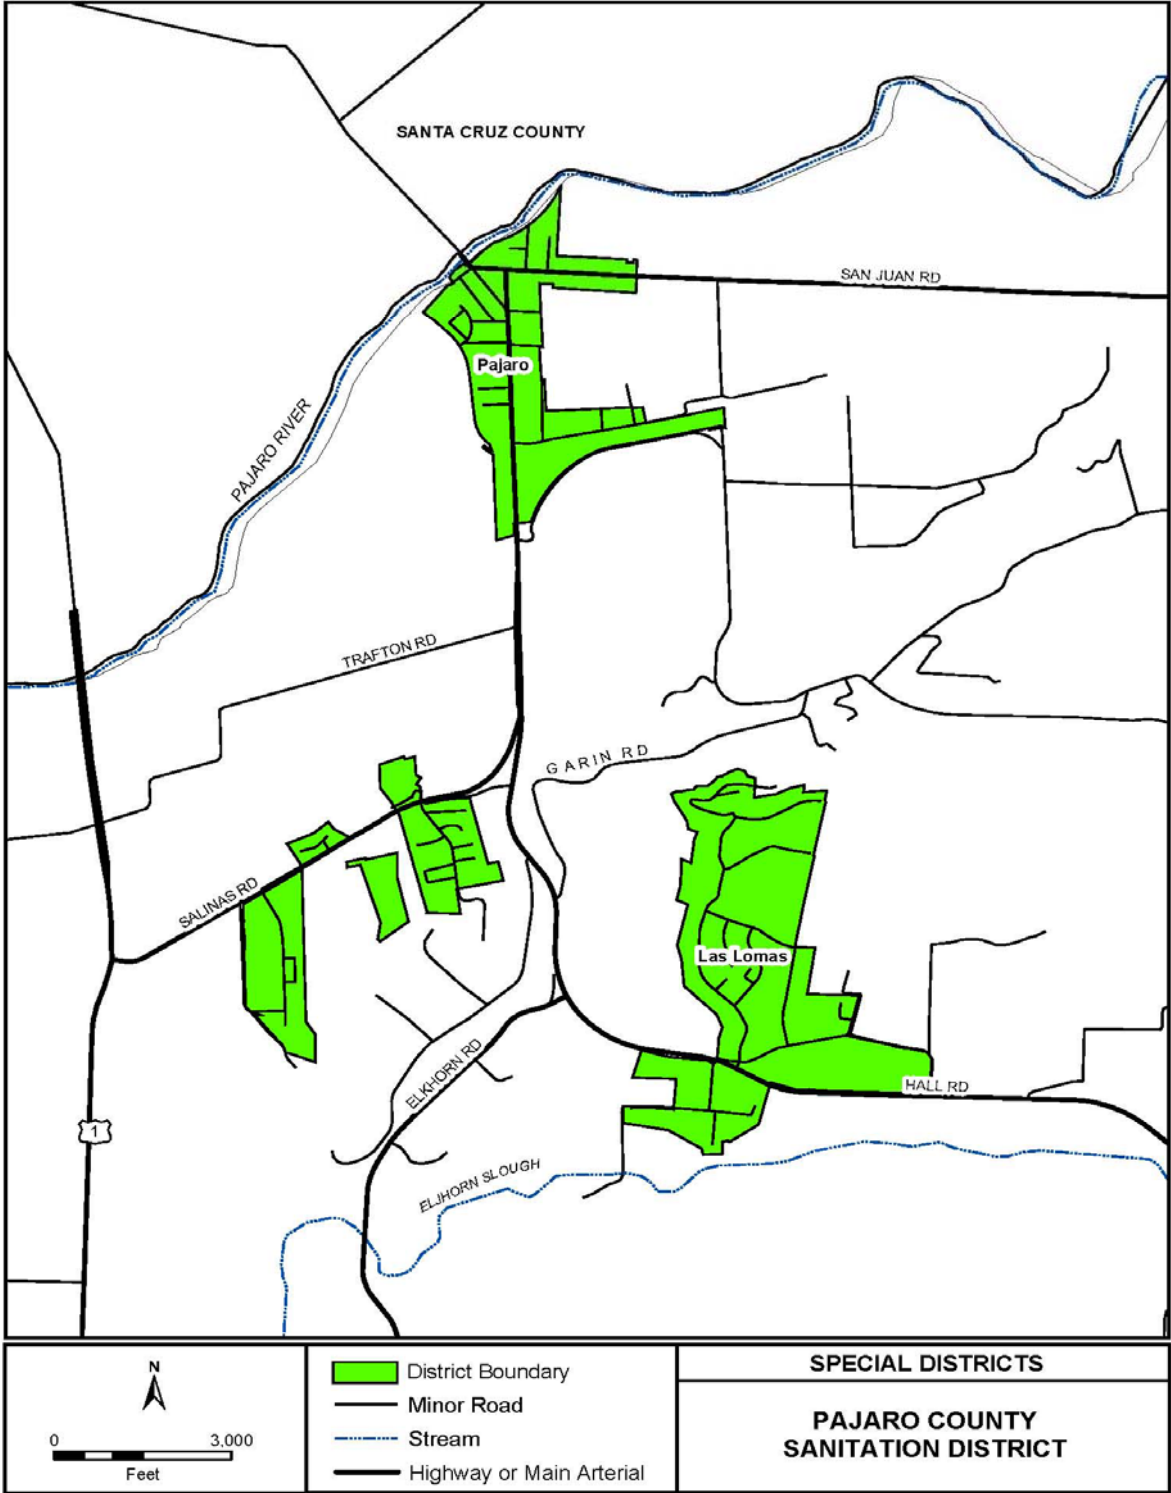 SANTA CRUZ COUNTY
SAN JUAN RD
Pajaro
PAJARO RIVER
TRAFTON RD
GARIN RD
SALINAS RD
Las Lomas
ELKHORN RD
HALL RD
1
ELJHORN SLOUGH
N
0 3,000
Feet
District Boundary
Minor Road
Stream
Highway or Main Arterial
SPECIAL DISTRICTS
PAJARO COUNTY
SANITATION DISTRICT